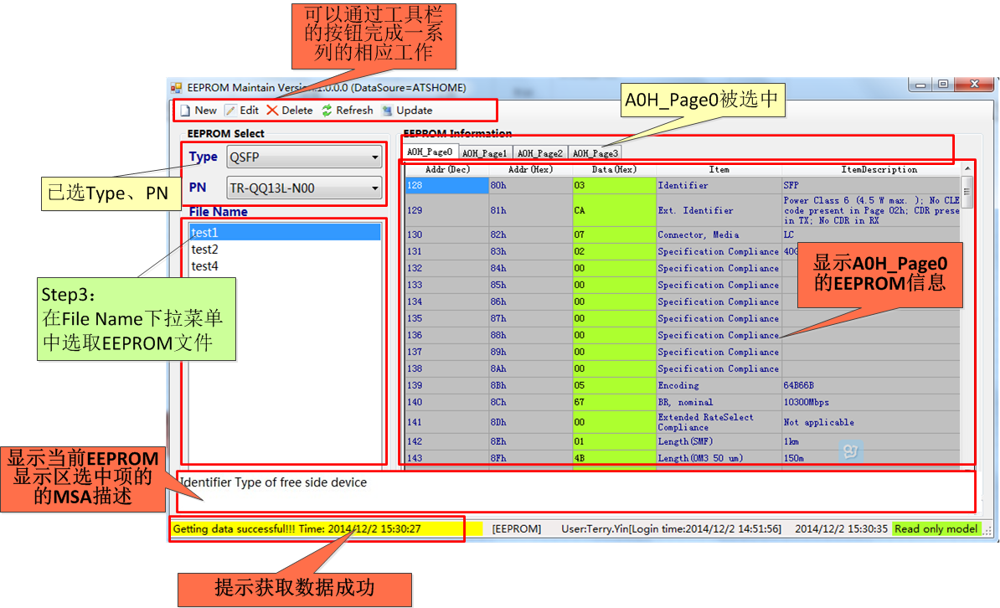 可以通过工具栏
的按钮完成一系
列的相应工作
EEPROM Maintain Version:1.0.0.0 (DataSoure=ATSHOME)
New Edit Delete Refresh Update
A0H_Page0被选中
EEPROM Select
EEPROM Information
Type QSFP
PN TR-QQ13L-N00
已选Type、PN
File Name
test1
test2
test4
Step3：
在File Name下拉菜单
中选取EEPROM文件
A0H_Page0 A0H_Page1 A0H_Page2 A0H_Page3
Addr(Dec) Addr(Hex) Data(Hex) Item ItemDescription
128 80h 03 Identifier SFP
129 81h CA Ext. Identifier Power Class 6 (4.5 W max. ); No CLE
code present in Page 02h; CDR prese
in TX; No CDR in RX
130 82h 07 Connector, Media LC
131 83h 02 Specification Compliance 40G
132 84h 00 Specification Compliance
133 85h 00 Specification Compliance
134 86h 00 Specification Compliance
135 87h 00 Specification Compliance
136 88h 00 Specification Compliance
137 89h 00 Specification Compliance
138 8Ah 00 Specification Compliance
139 8Bh 05 Encoding 64B66B
140 8Ch 67 BR, nominal 10300Mbps
141 8Dh 00 Extended RateSelect
Compliance Not applicable
142 8Eh 01 Length(SMF) 1km
143 8Fh 4B Length(OM3 50 um) 150m
显示A0H_Page0
的EEPROM信息
显示当前EEPROM
显示区选中项的
的MSA描述
Identifier Type of free side device
Getting data successful!!! Time: 2014/12/2 15:30:27 [EEPROM] User:Terry.Yin[Login time:2014/12/2 14:51:56] 2014/12/2 15:30:35 Read only model
提示获取数据成功